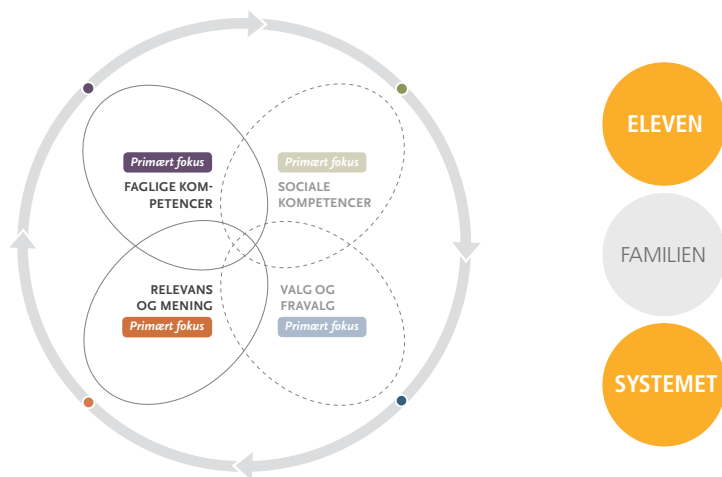 Primært fokus
FAGLIGE KOM-
PETENCER
Primært fokus
SOCIALE
KOMPETENCER
RELEVANS
OG MENING
Primært fokus
VALG OG
FRAVALG
Primært fokus
ELEVEN
FAMILIEN
SYSTEMET